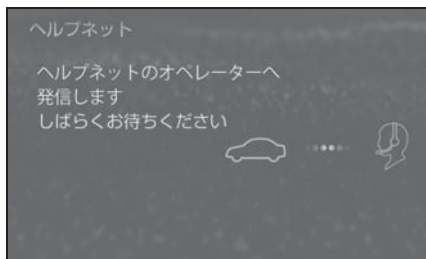 ヘルプネット
ヘルプネットのオペレーターへ
発信します
しばらくお待ちください